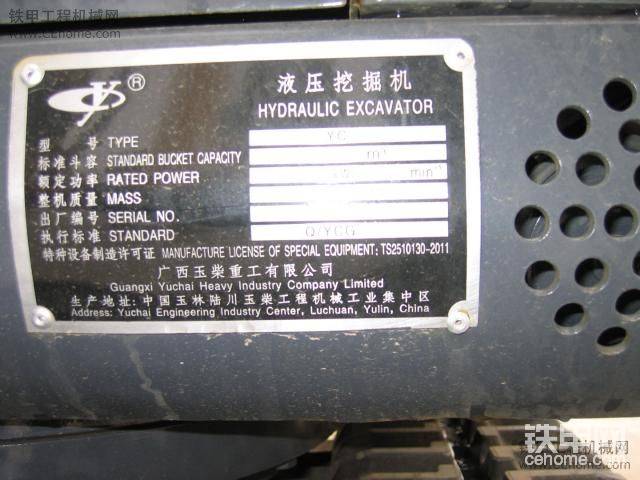 铁甲工程机械网
www.CEhome.com
®
液压挖掘机
HYDRAULIC EXCAVATOR
型 号 TYPE YC
标准斗容 STANDARD BUCKET CAPACITY m³
额定功率 RATED POWER kW min⁻¹
整机质量 MASS
出厂编号 SERIAL NO.
执行标准 STANDARD Q/YCG
特种设备制造许可证 MANUFACTURE LICENSE OF SPECIAL EQUIPMENT: TS2510130-2011
广西玉柴重工有限公司
Guangxi Yuchai Heavy Industry Company Limited
生产地址: 中国玉林陆川玉柴工程机械工业集中区
Address: Yuchai Engineering Industry Center, Luchuan, Yulin, China
铁甲工程机械网
cehome.com